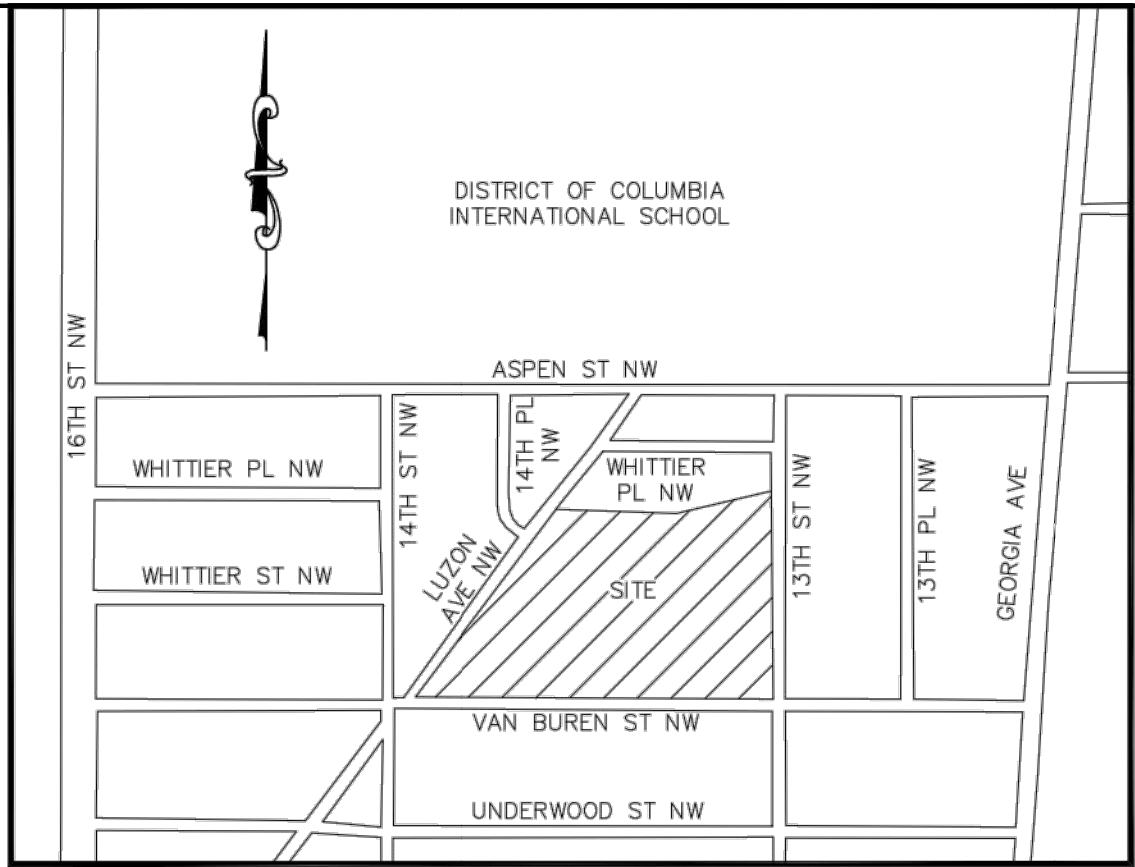 DISTRICT OF COLUMBIA
INTERNATIONAL SCHOOL
16TH ST NW
ASPEN ST NW
WHITTIER PL NW
14TH ST NW
14TH PL
NW
WHITTIER
PL NW
13TH ST NW
13TH PL NW
GEORGIA AVE
WHITTIER ST NW
LUZON
AVE NW
SITE
VAN BUREN ST NW
UNDERWOOD ST NW